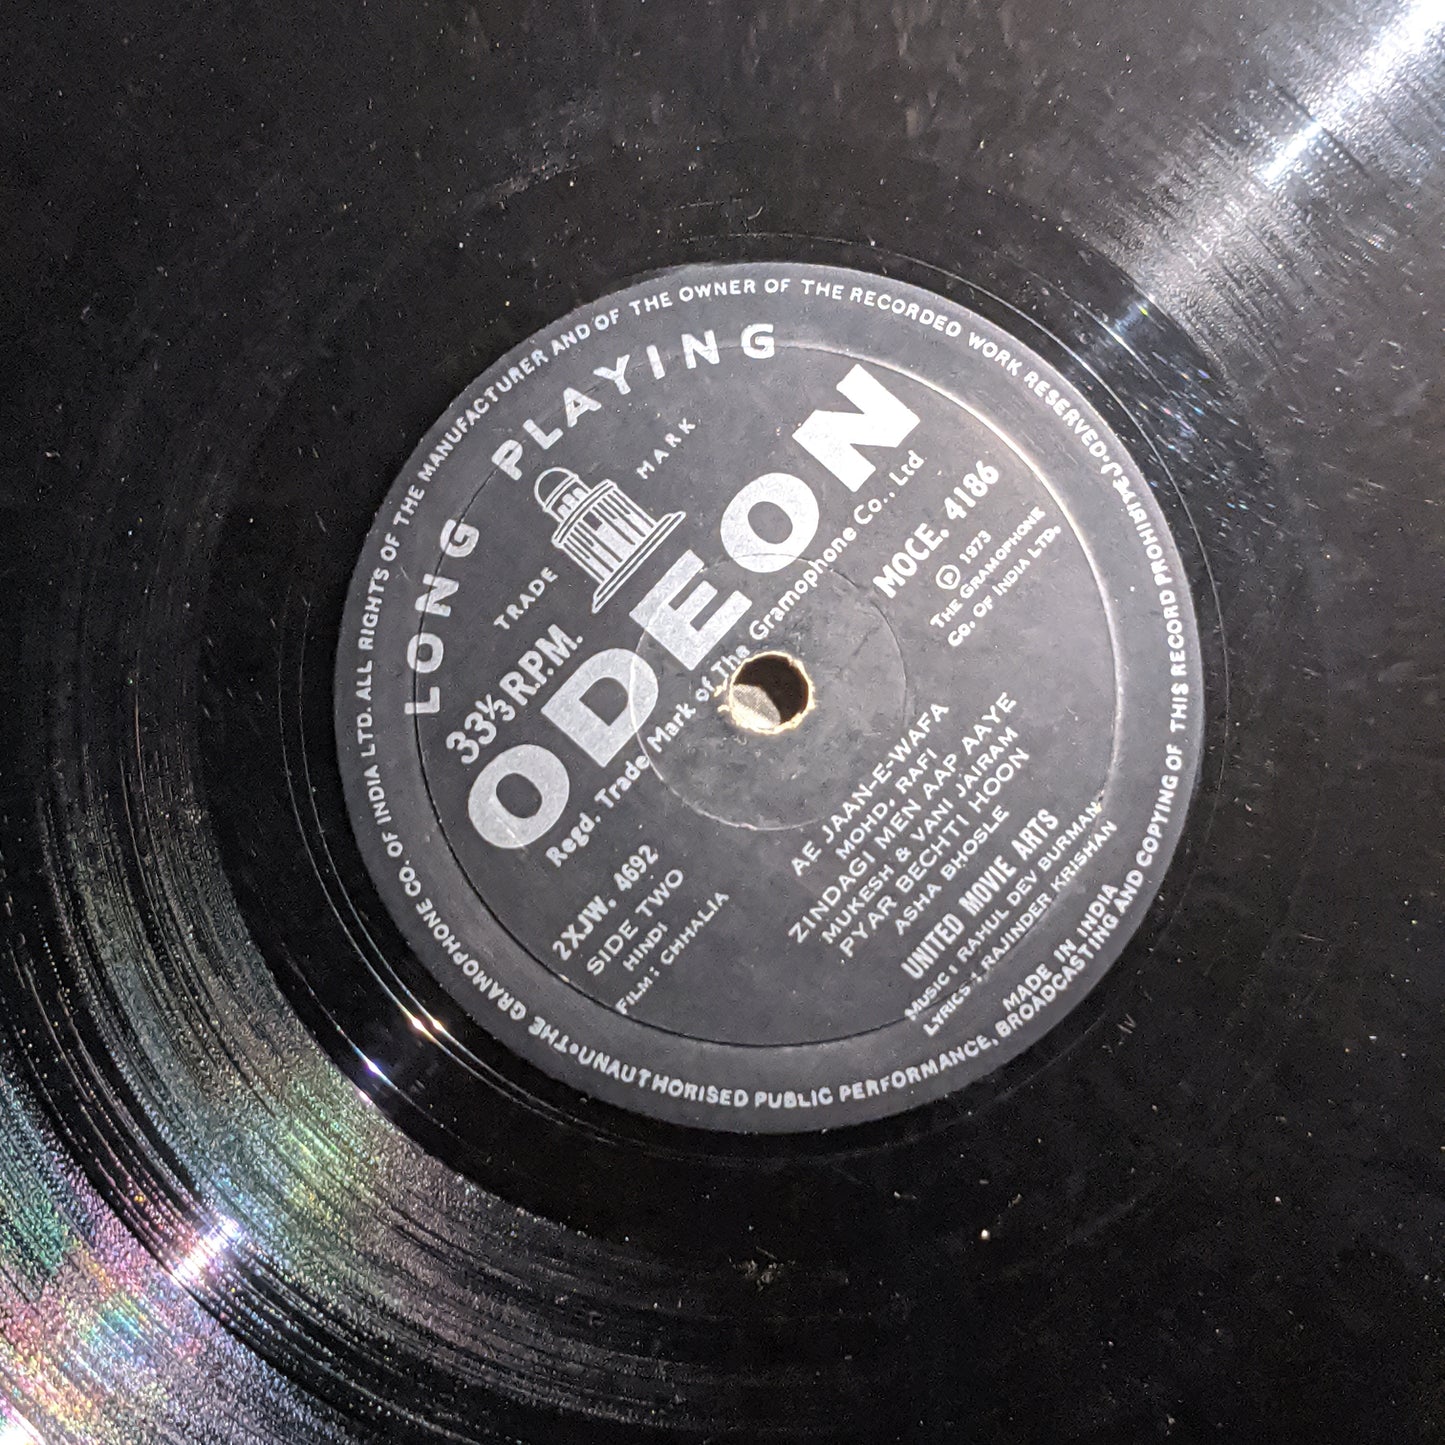 LONG PLAYING
TRADE MARK
33⅓ R.P.M.
ODEON
Regd. Trade Mark of Tha Gramophone Co., Ltd
MOCE. 4186
Ⓟ 1973
THE GRAMOPHONE
CO. OF INDIA LTD.
2XJW. 4692
SIDE TWO
HINDI
FILM : CHHALIA
AE JAAN-E-WAFA
MOHD. RAFI
ZINDAGI MEN AAP AAYE
MUKESH & VANI JAIRAM
PYAR BECHTI HOON
ASHA BHOSLE
UNITED MOVIE ARTS
MUSIC : RAHUL DEV BURMAN
LYRICS : RAJINDER KRISHAN
MADE IN INDIA
THE GRAMOPHONE CO. OF INDIA LTD. ALL RIGHTS OF THE MANUFACTURER AND OF THE OWNER OF THE RECORDED WORK RESERVED.
UNAUTHORISED PUBLIC PERFORMANCE, BROADCASTING AND COPYING OF THIS RECORD PROHIBITED